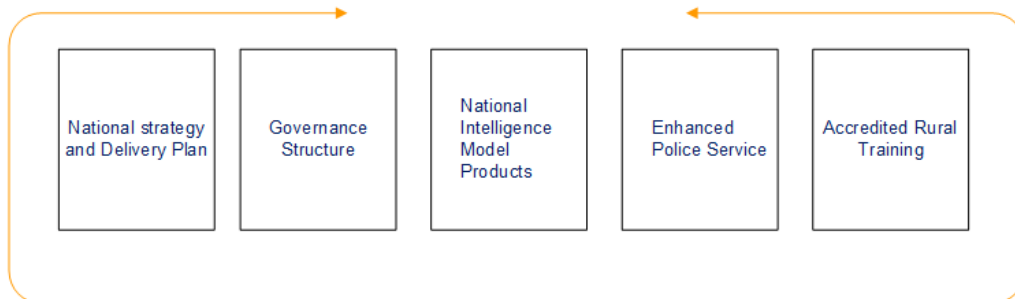 National strategy
and Delivery Plan
Governance
Structure
National
Intelligence
Model
Products
Enhanced
Police Service
Accredited Rural
Training